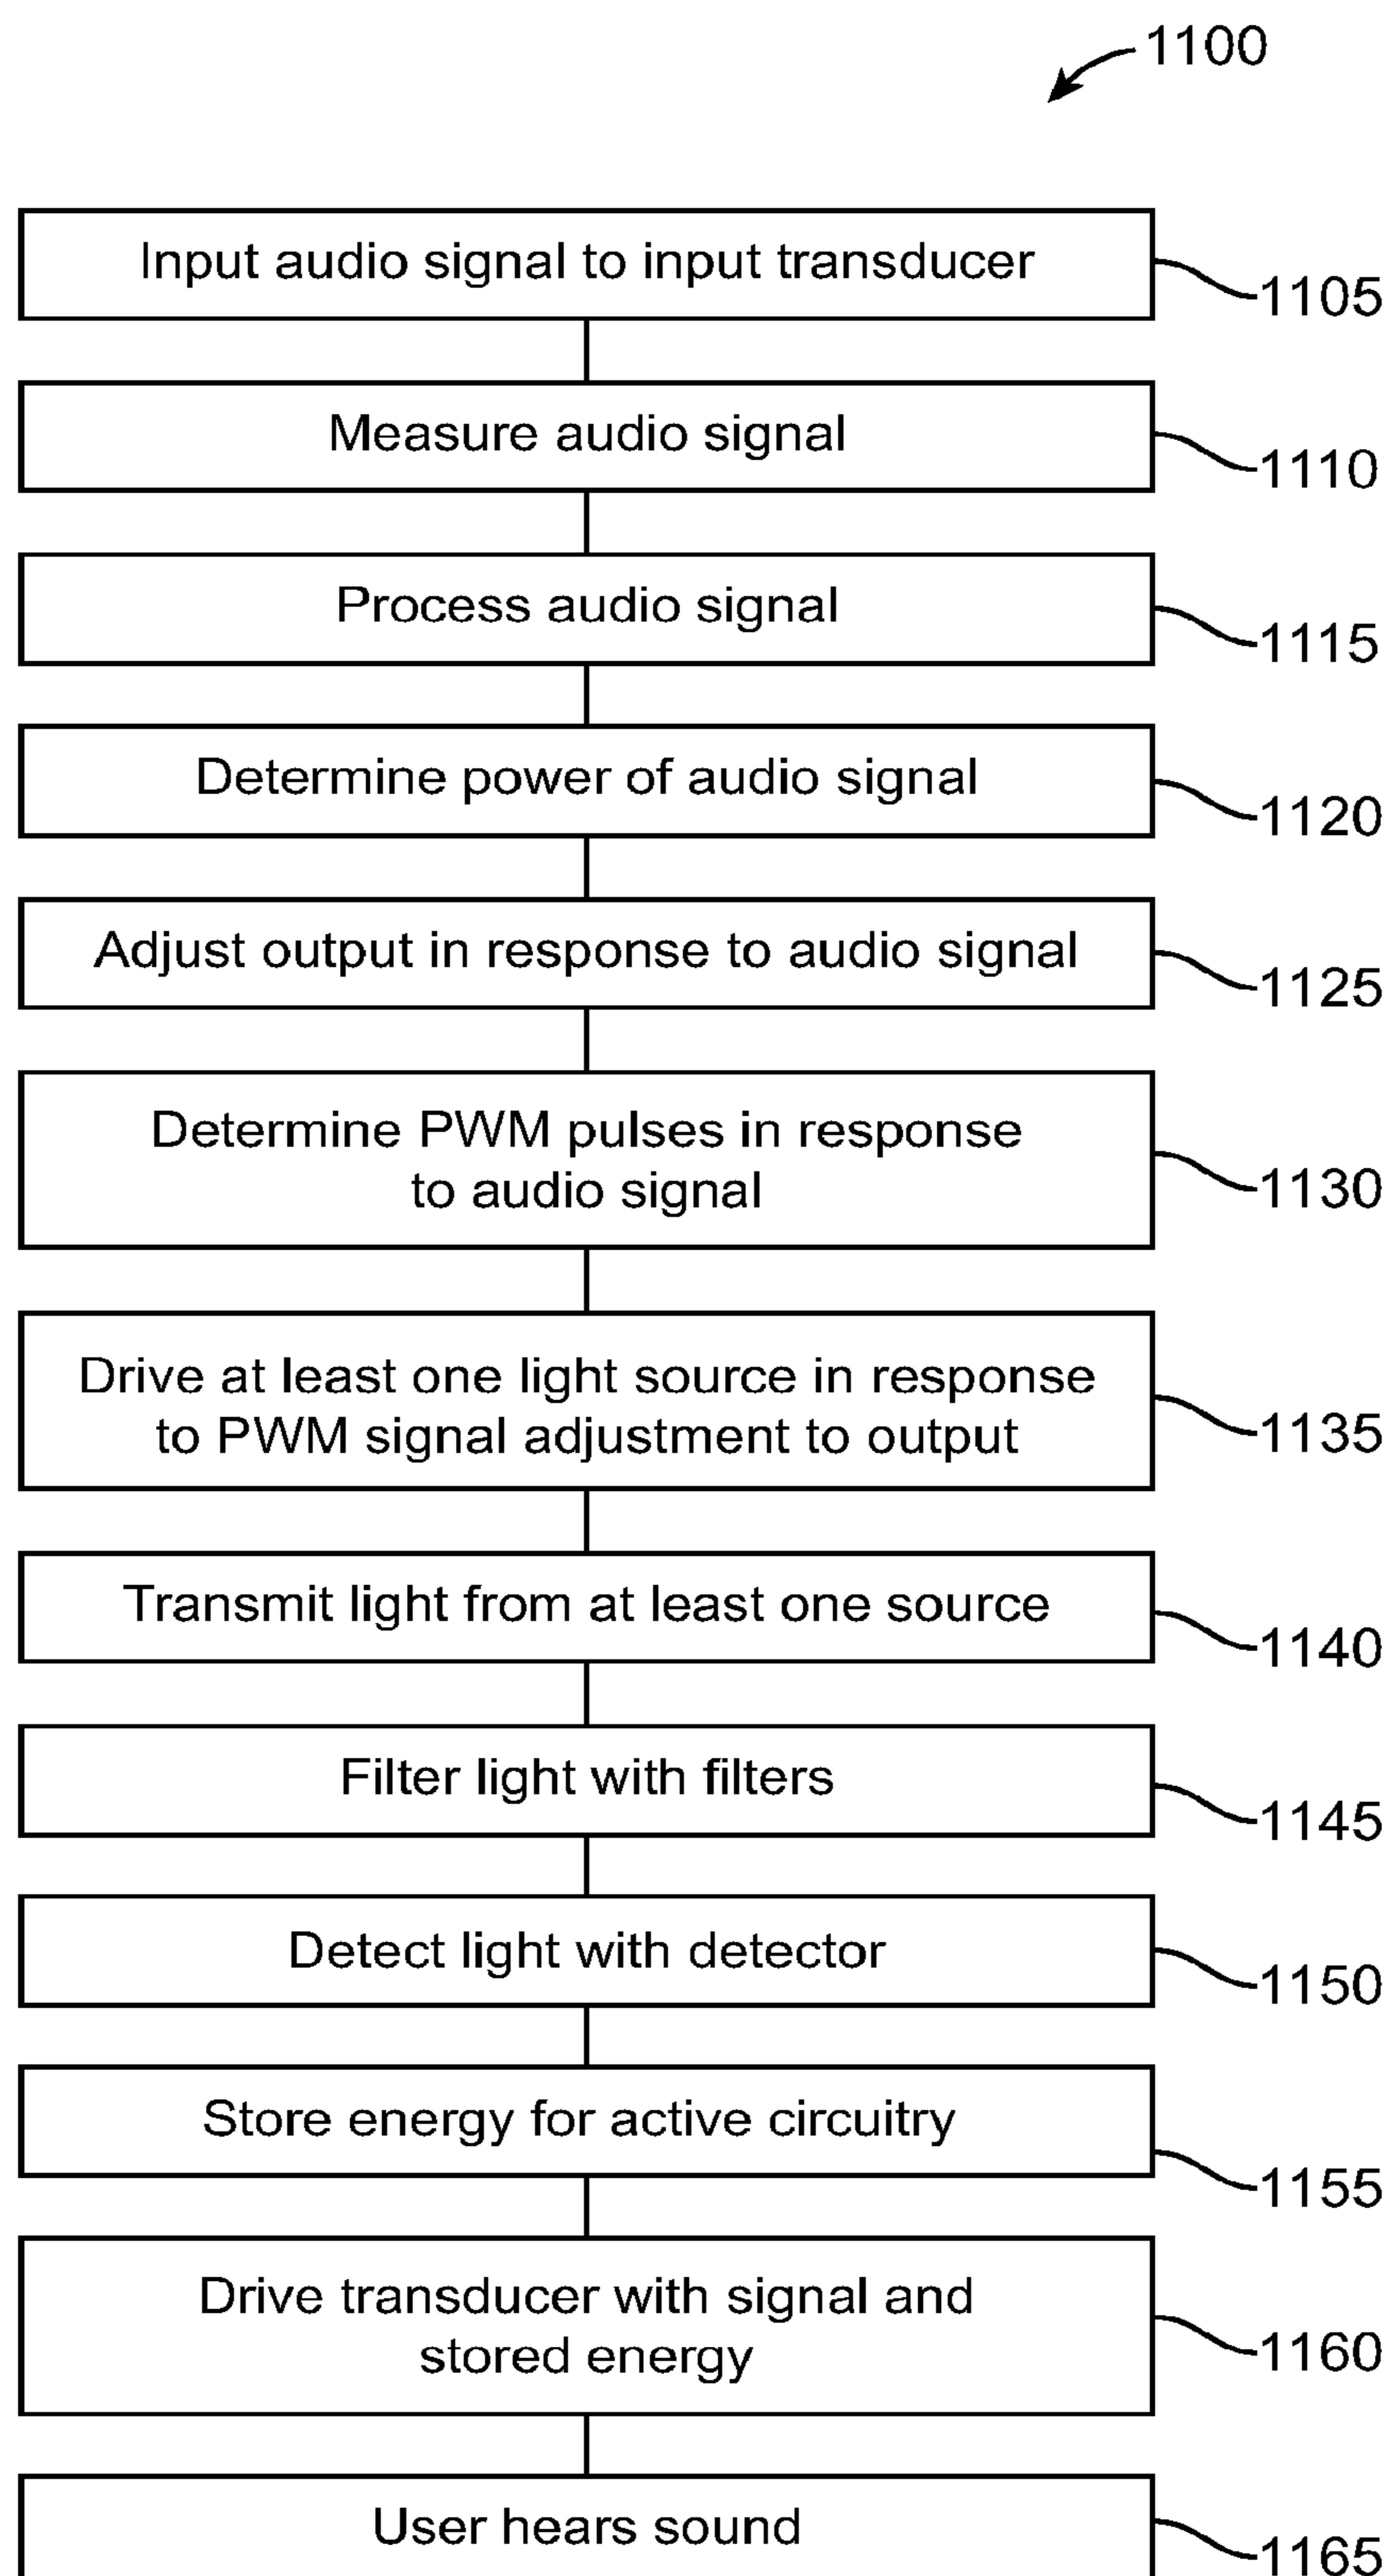 1100
Input audio signal to input transducer
1105
Measure audio signal
1110
Process audio signal
1115
Determine power of audio signal
1120
Adjust output in response to audio signal
1125
Determine PWM pulses in response
to audio signal
1130
Drive at least one light source in response
to PWM signal adjustment to output
1135
Transmit light from at least one source
1140
Filter light with filters
1145
Detect light with detector
1150
Store energy for active circuitry
1155
Drive transducer with signal and
stored energy
1160
User hears sound
1165